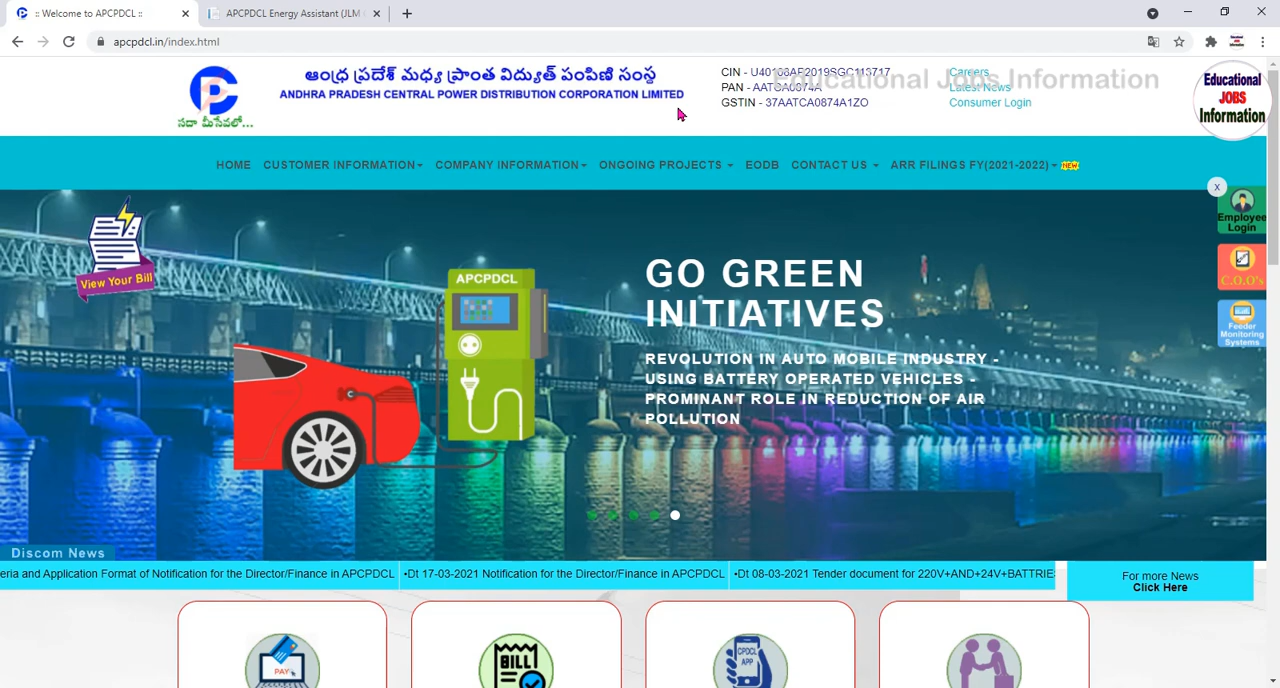 :: Welcome to APCPDCL ::
APCPDCL Energy Assistant (JLM
apcpdcl.in/index.html
ఆంధ్ర ప్రదేశ్ మధ్య ప్రాంత విద్యుత్ పంపిణి సంస్థ
ANDHRA PRADESH CENTRAL POWER DISTRIBUTION CORPORATION LIMITED
సదా మీసేవలో...
CIN - U40108AP2019SGC113717
PAN - AATCA0874A
GSTIN - 37AATCA0874A1ZO
Careers
Latest News
Consumer Login
Educational Jobs Information
Educational
JOBS
Information
HOME CUSTOMER INFORMATION COMPANY INFORMATION ONGOING PROJECTS EODB CONTACT US ARR FILINGS FY(2021-2022) NEW
X
Employee
Login
C.O.O's
Feeder
Monitoring
Systems
View Your Bill
APCPDCL
GO GREEN
INITIATIVES
REVOLUTION IN AUTO MOBILE INDUSTRY -
USING BATTERY OPERATED VEHICLES -
PROMINANT ROLE IN REDUCTION OF AIR
POLLUTION
Discom News
eria and Application Format of Notification for the Director/Finance in APCPDCL
•Dt 17-03-2021 Notification for the Director/Finance in APCPDCL
•Dt 08-03-2021 Tender document for 220V+AND+24V+BATTRIE
For more News
Click Here
PAY
BILL
CPDCL
APP